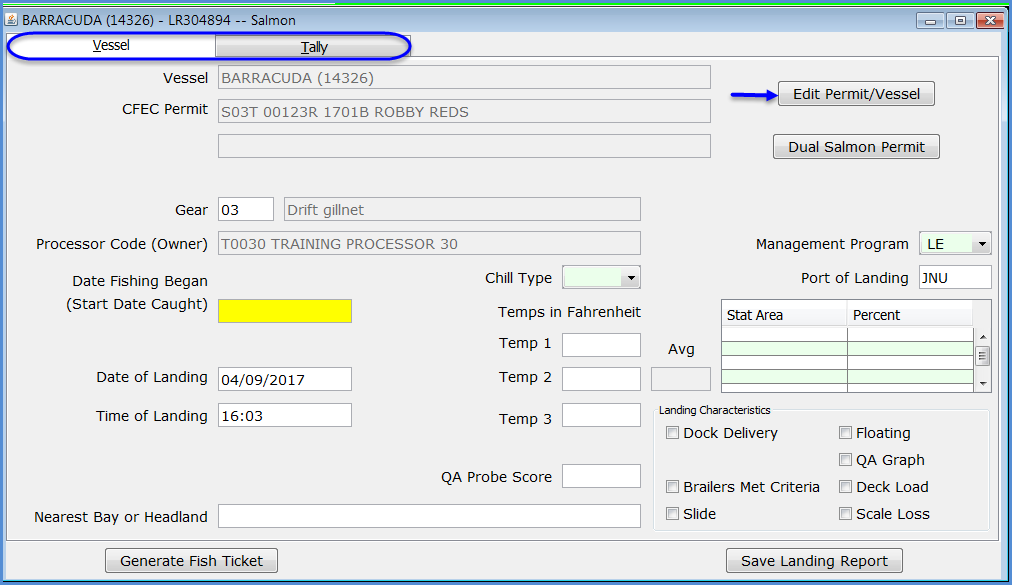 BARRACUDA (14326) - LR304894 -- Salmon
Vessel
Tally
Vessel BARRACUDA (14326)
Edit Permit/Vessel
CFEC Permit S03T 00123R 1701B ROBBY REDS
Dual Salmon Permit
Gear 03 Drift gillnet
Processor Code (Owner) T0030 TRAINING PROCESSOR 30
Management Program LE
Date Fishing Began
(Start Date Caught)
Chill Type
Port of Landing JNU
Temps in Fahrenheit
Stat Area Percent
Temp 1
Avg
Date of Landing 04/09/2017
Temp 2
Time of Landing 16:03
Temp 3
Landing Characteristics
Dock Delivery
Floating
QA Graph
QA Probe Score
Brailers Met Criteria
Deck Load
Nearest Bay or Headland
Slide
Scale Loss
Generate Fish Ticket
Save Landing Report